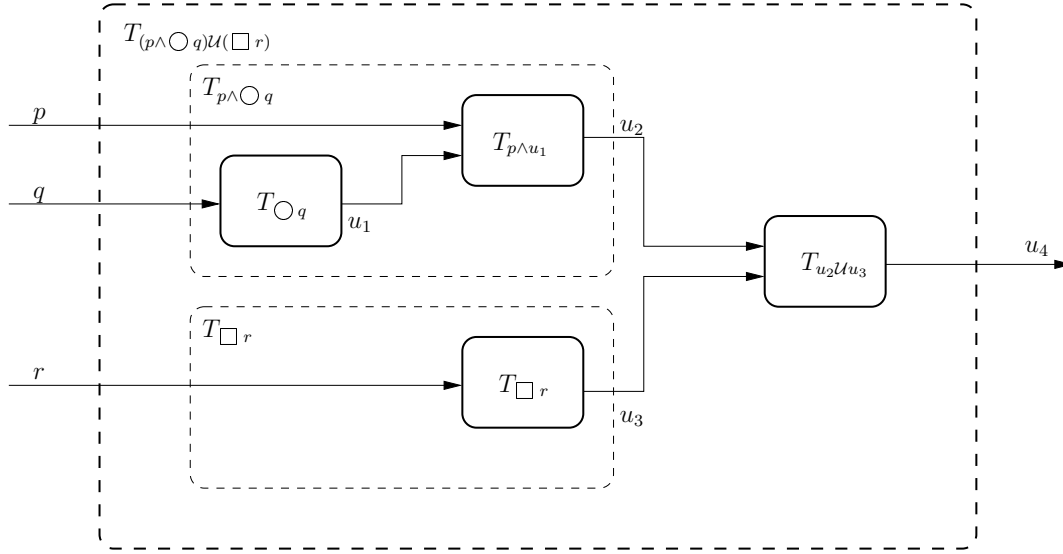 T_{(p∧○ q)𝒰(□ r)}
T_{p∧○ q}
p
T_{p∧u_1}
u_2
q
T_{○ q}
u_1
T_{u_2𝒰u_3}
u_4
T_{□ r}
r
T_{□ r}
u_3